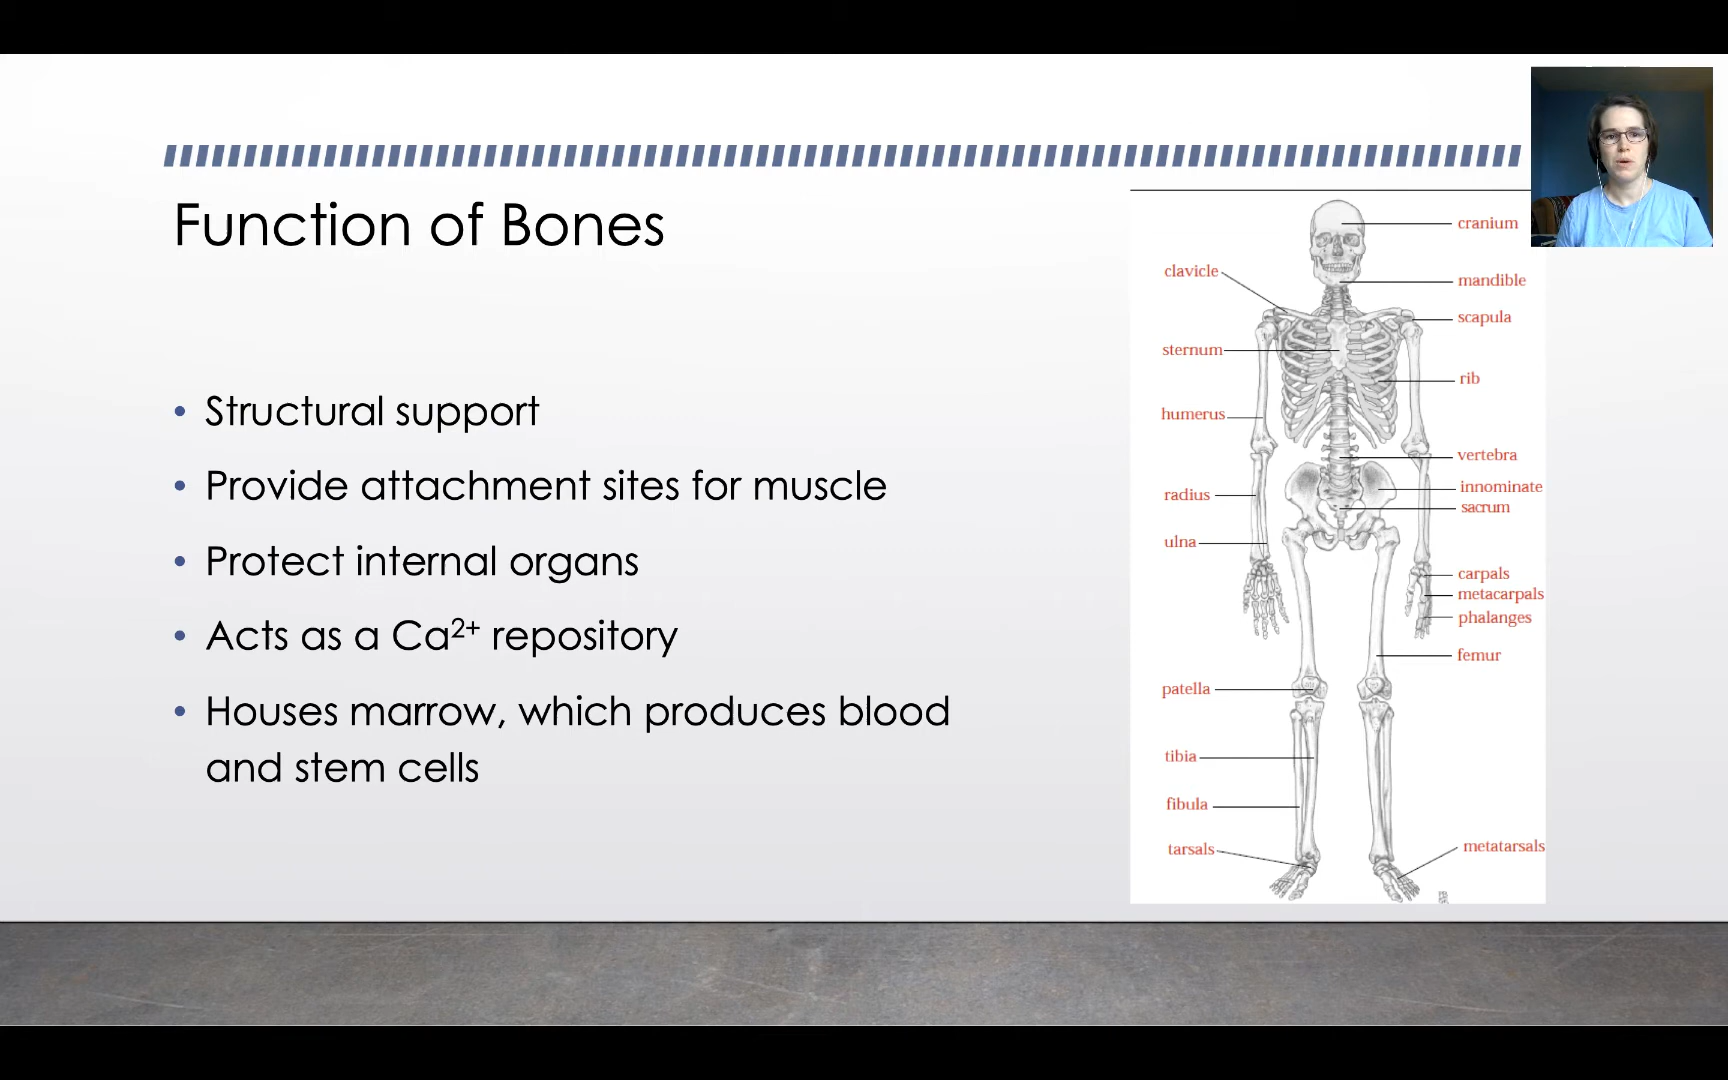 Function of Bones
• Structural support
• Provide attachment sites for muscle
• Protect internal organs
• Acts as a Ca²⁺ repository
• Houses marrow, which produces blood
and stem cells
cranium
clavicle
mandible
scapula
sternum
rib
humerus
vertebra
innominate
radius
sacrum
ulna
carpals
metacarpals
phalanges
femur
patella
tibia
fibula
tarsals
metatarsals